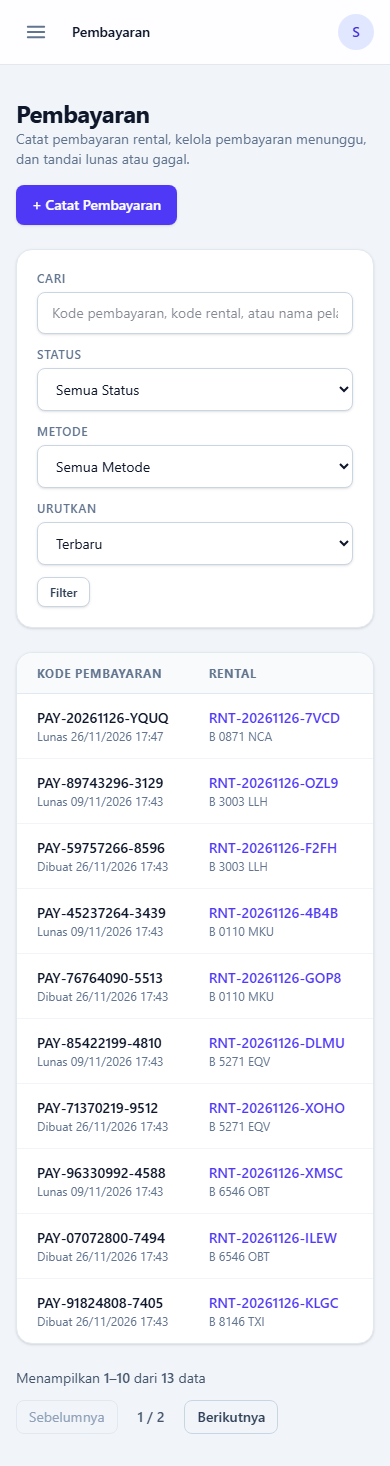 Pembayaran
S
Pembayaran
Catat pembayaran rental, kelola pembayaran menunggu,
dan tandai lunas atau gagal.
+ Catat Pembayaran
CARI
Kode pembayaran, kode rental, atau nama pela
STATUS
Semua Status
METODE
Semua Metode
URUTKAN
Terbaru
Filter
KODE PEMBAYARAN RENTAL
PAY-20261126-YQUQ RNT-20261126-7VCD
Lunas 26/11/2026 17:47 B 0871 NCA
PAY-89743296-3129 RNT-20261126-OZL9
Lunas 09/11/2026 17:43 B 3003 LLH
PAY-59757266-8596 RNT-20261126-F2FH
Dibuat 26/11/2026 17:43 B 3003 LLH
PAY-45237264-3439 RNT-20261126-4B4B
Lunas 09/11/2026 17:43 B 0110 MKU
PAY-76764090-5513 RNT-20261126-GOP8
Dibuat 26/11/2026 17:43 B 0110 MKU
PAY-85422199-4810 RNT-20261126-DLMU
Lunas 09/11/2026 17:43 B 5271 EQV
PAY-71370219-9512 RNT-20261126-XOHO
Dibuat 26/11/2026 17:43 B 5271 EQV
PAY-96330992-4588 RNT-20261126-XMSC
Lunas 09/11/2026 17:43 B 6546 OBT
PAY-07072800-7494 RNT-20261126-ILEW
Dibuat 26/11/2026 17:43 B 6546 OBT
PAY-91824808-7405 RNT-20261126-KLGC
Dibuat 26/11/2026 17:43 B 8146 TXI
Menampilkan 1–10 dari 13 data
Sebelumnya 1 / 2 Berikutnya